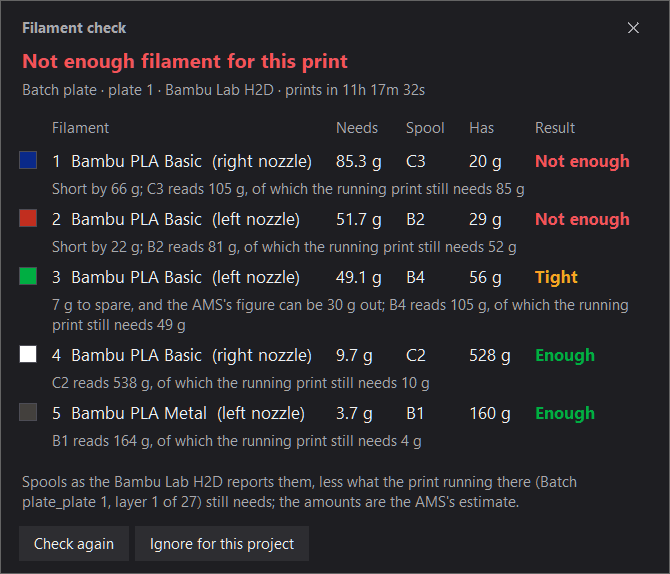 Filament check
Not enough filament for this print
Batch plate · plate 1 · Bambu Lab H2D · prints in 11h 17m 32s
Filament Needs Spool Has Result
1 Bambu PLA Basic (right nozzle) 85.3 g C3 20 g Not enough
Short by 66 g; C3 reads 105 g, of which the running print still needs 85 g
2 Bambu PLA Basic (left nozzle) 51.7 g B2 29 g Not enough
Short by 22 g; B2 reads 81 g, of which the running print still needs 52 g
3 Bambu PLA Basic (left nozzle) 49.1 g B4 56 g Tight
7 g to spare, and the AMS's figure can be 30 g out; B4 reads 105 g, of which the running
print still needs 49 g
4 Bambu PLA Basic (right nozzle) 9.7 g C2 528 g Enough
C2 reads 538 g, of which the running print still needs 10 g
5 Bambu PLA Metal (left nozzle) 3.7 g B1 160 g Enough
B1 reads 164 g, of which the running print still needs 4 g
Spools as the Bambu Lab H2D reports them, less what the print running there (Batch
plate_plate 1, layer 1 of 27) still needs; the amounts are the AMS's estimate.
Check again Ignore for this project